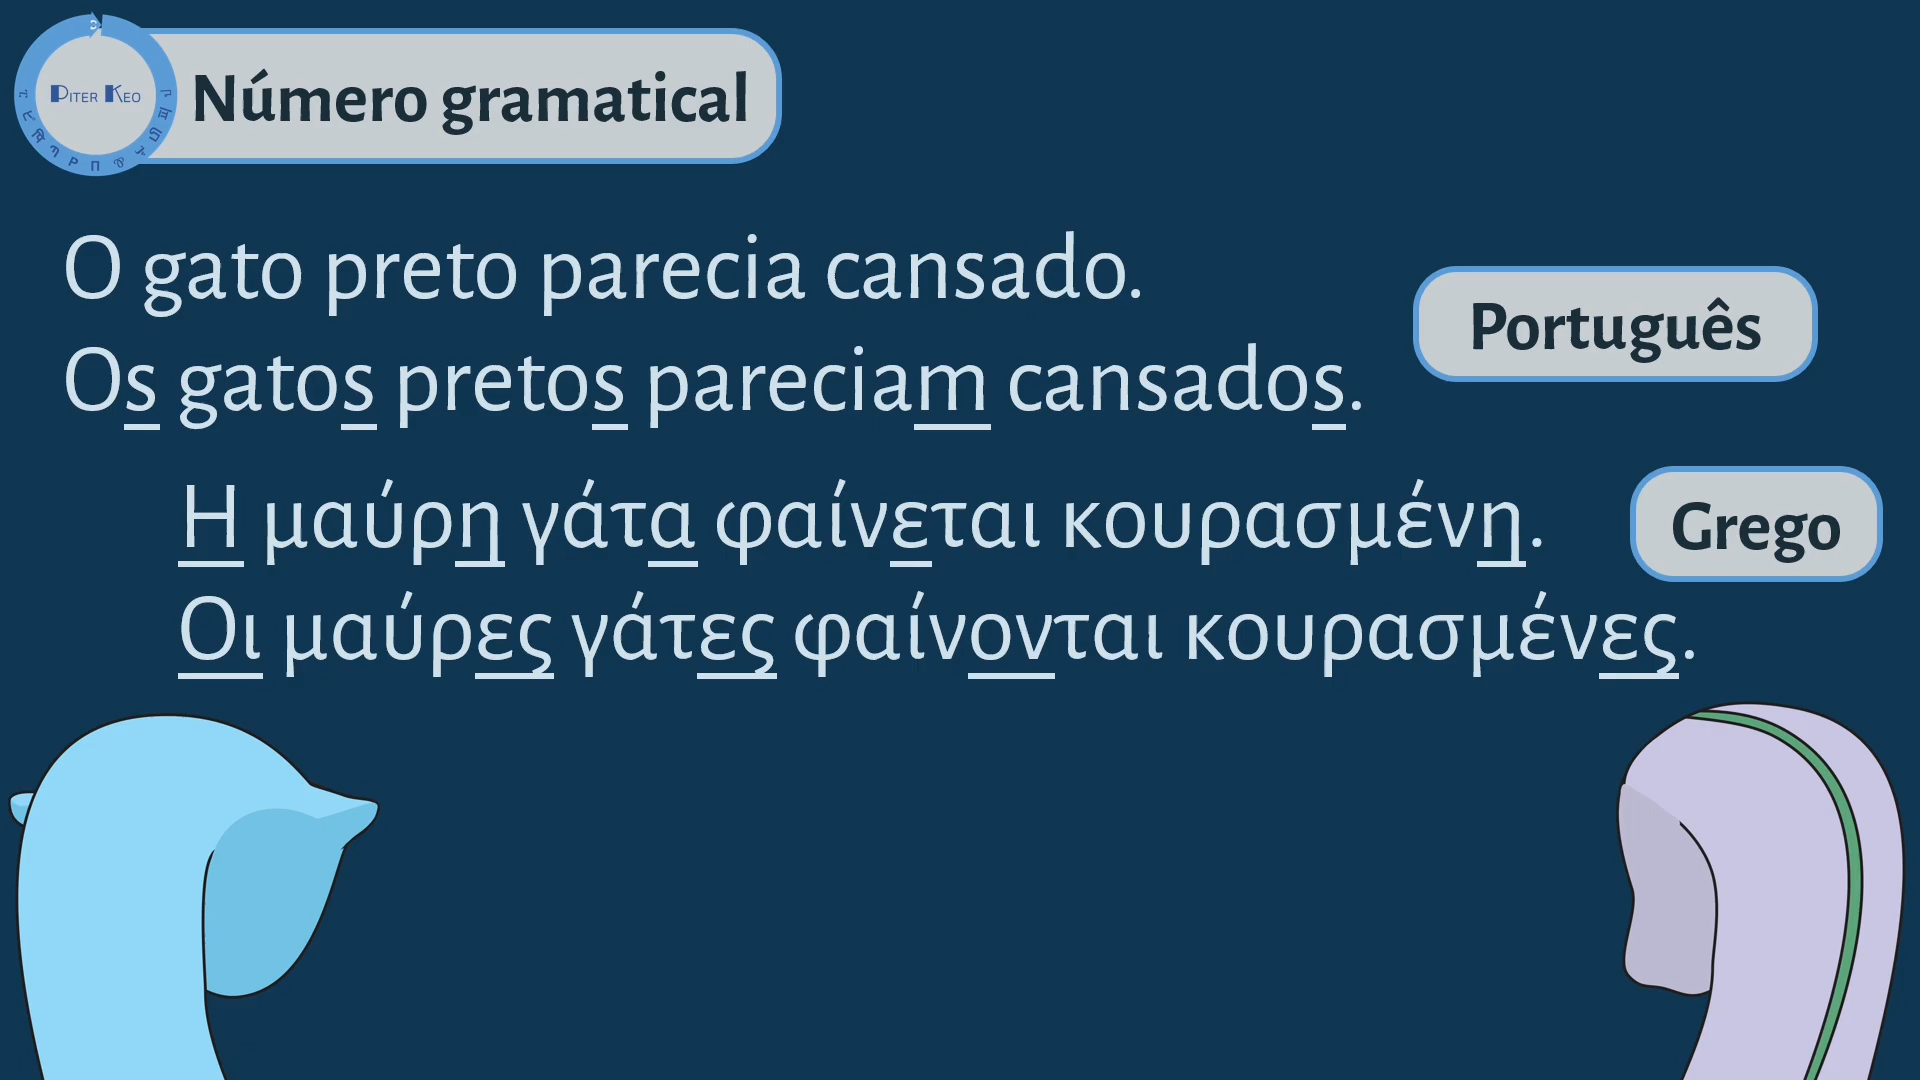 PITER KEO
Número gramatical
O gato preto parecia cansado.
Os gatos pretos pareciam cansados.
Português
Η μαύρη γάτα φαίνεται κουρασμένη.
Grego
Οι μαύρες γάτες φαίνονται κουρασμένες.